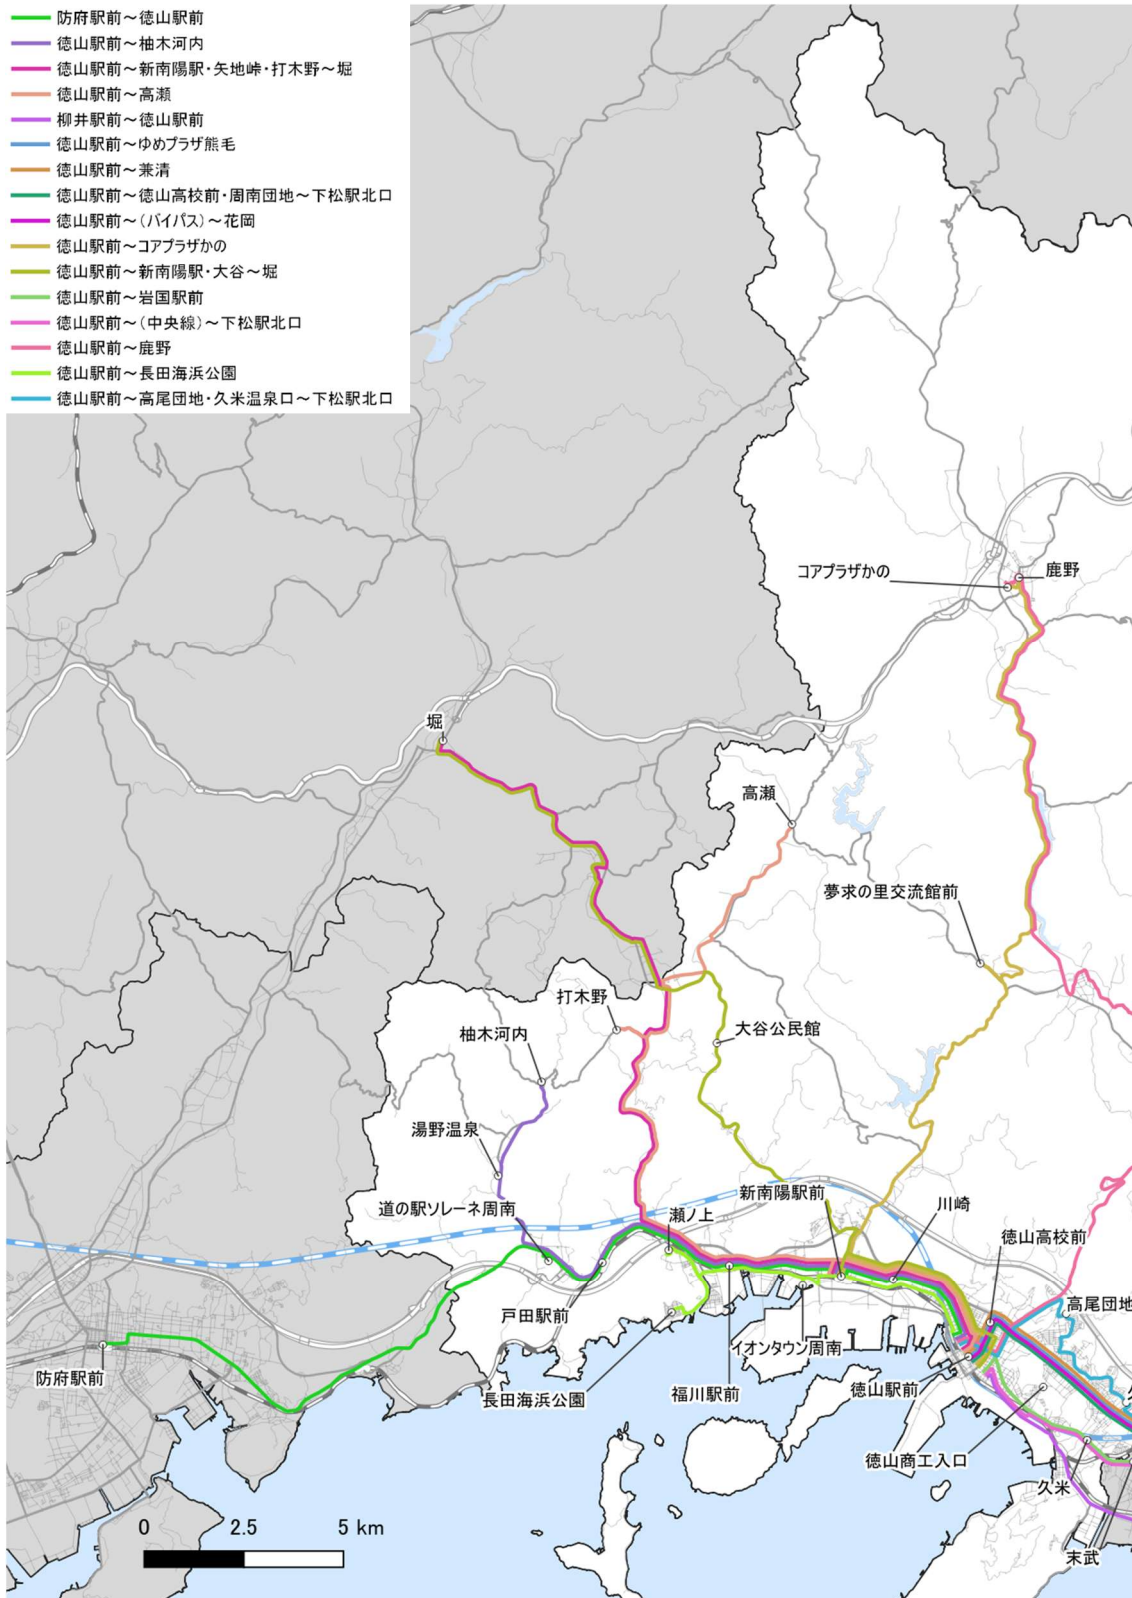 防府駅前～徳山駅前
徳山駅前～柚木河内
徳山駅前～新南陽駅・矢地峠・打木野～堀
徳山駅前～高瀬
柳井駅前～徳山駅前
徳山駅前～ゆめプラザ熊毛
徳山駅前～兼清
徳山駅前～徳山高校前・周南団地～下松駅北口
徳山駅前～(バイパス)～花岡
徳山駅前～コアプラザかの
徳山駅前～新南陽駅・大谷～堀
徳山駅前～岩国駅前
徳山駅前～(中央線)～下松駅北口
徳山駅前～鹿野
徳山駅前～長田海浜公園
徳山駅前～高尾団地・久米温泉口～下松駅北口
コアプラザかの
鹿野
堀
高瀬
夢求の里交流館前
打木野
柚木河内
大谷公民館
湯野温泉
新南陽駅前
川崎
道の駅ソレーネ周南
瀬ノ上
徳山高校前
高尾団地
戸田駅前
イオンタウン周南
防府駅前
長田海浜公園
福川駅前
徳山駅前
徳山商工入口
久米
末武
0 2.5 5 km